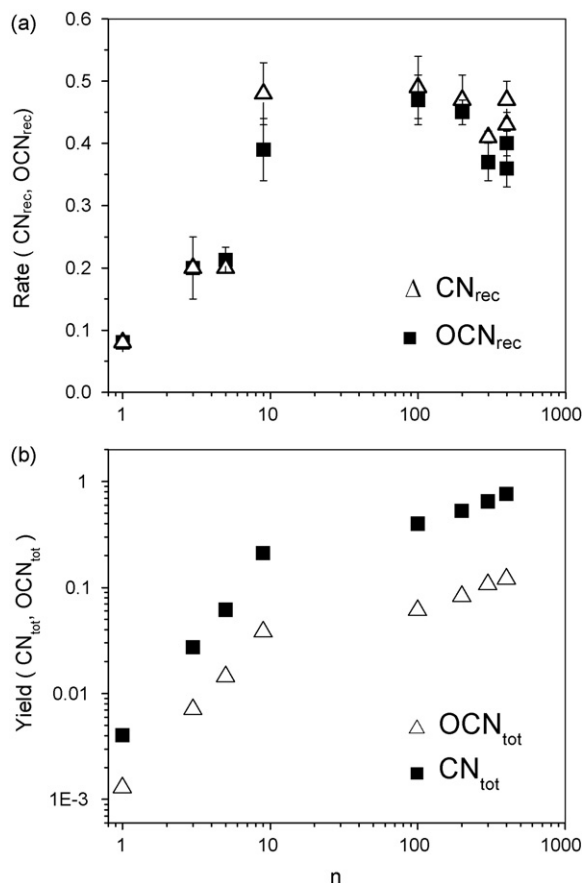 (a)
0.6
0.5
0.4
0.3
0.2
0.1
0.0
Rate ( CNrec, OCNrec)
CNrec
OCNrec
1 10 100 1000
(b)
1
0.1
0.01
1E-3
Yield ( CNtot, OCNtot )
OCNtot
CNtot
1 10 100 1000
n